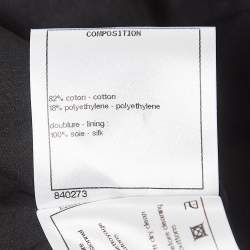 COMPOSITION
82% coton - cotton
18% polyethylene - polyethylene
doublure - lining :
100% soie - silk
840273